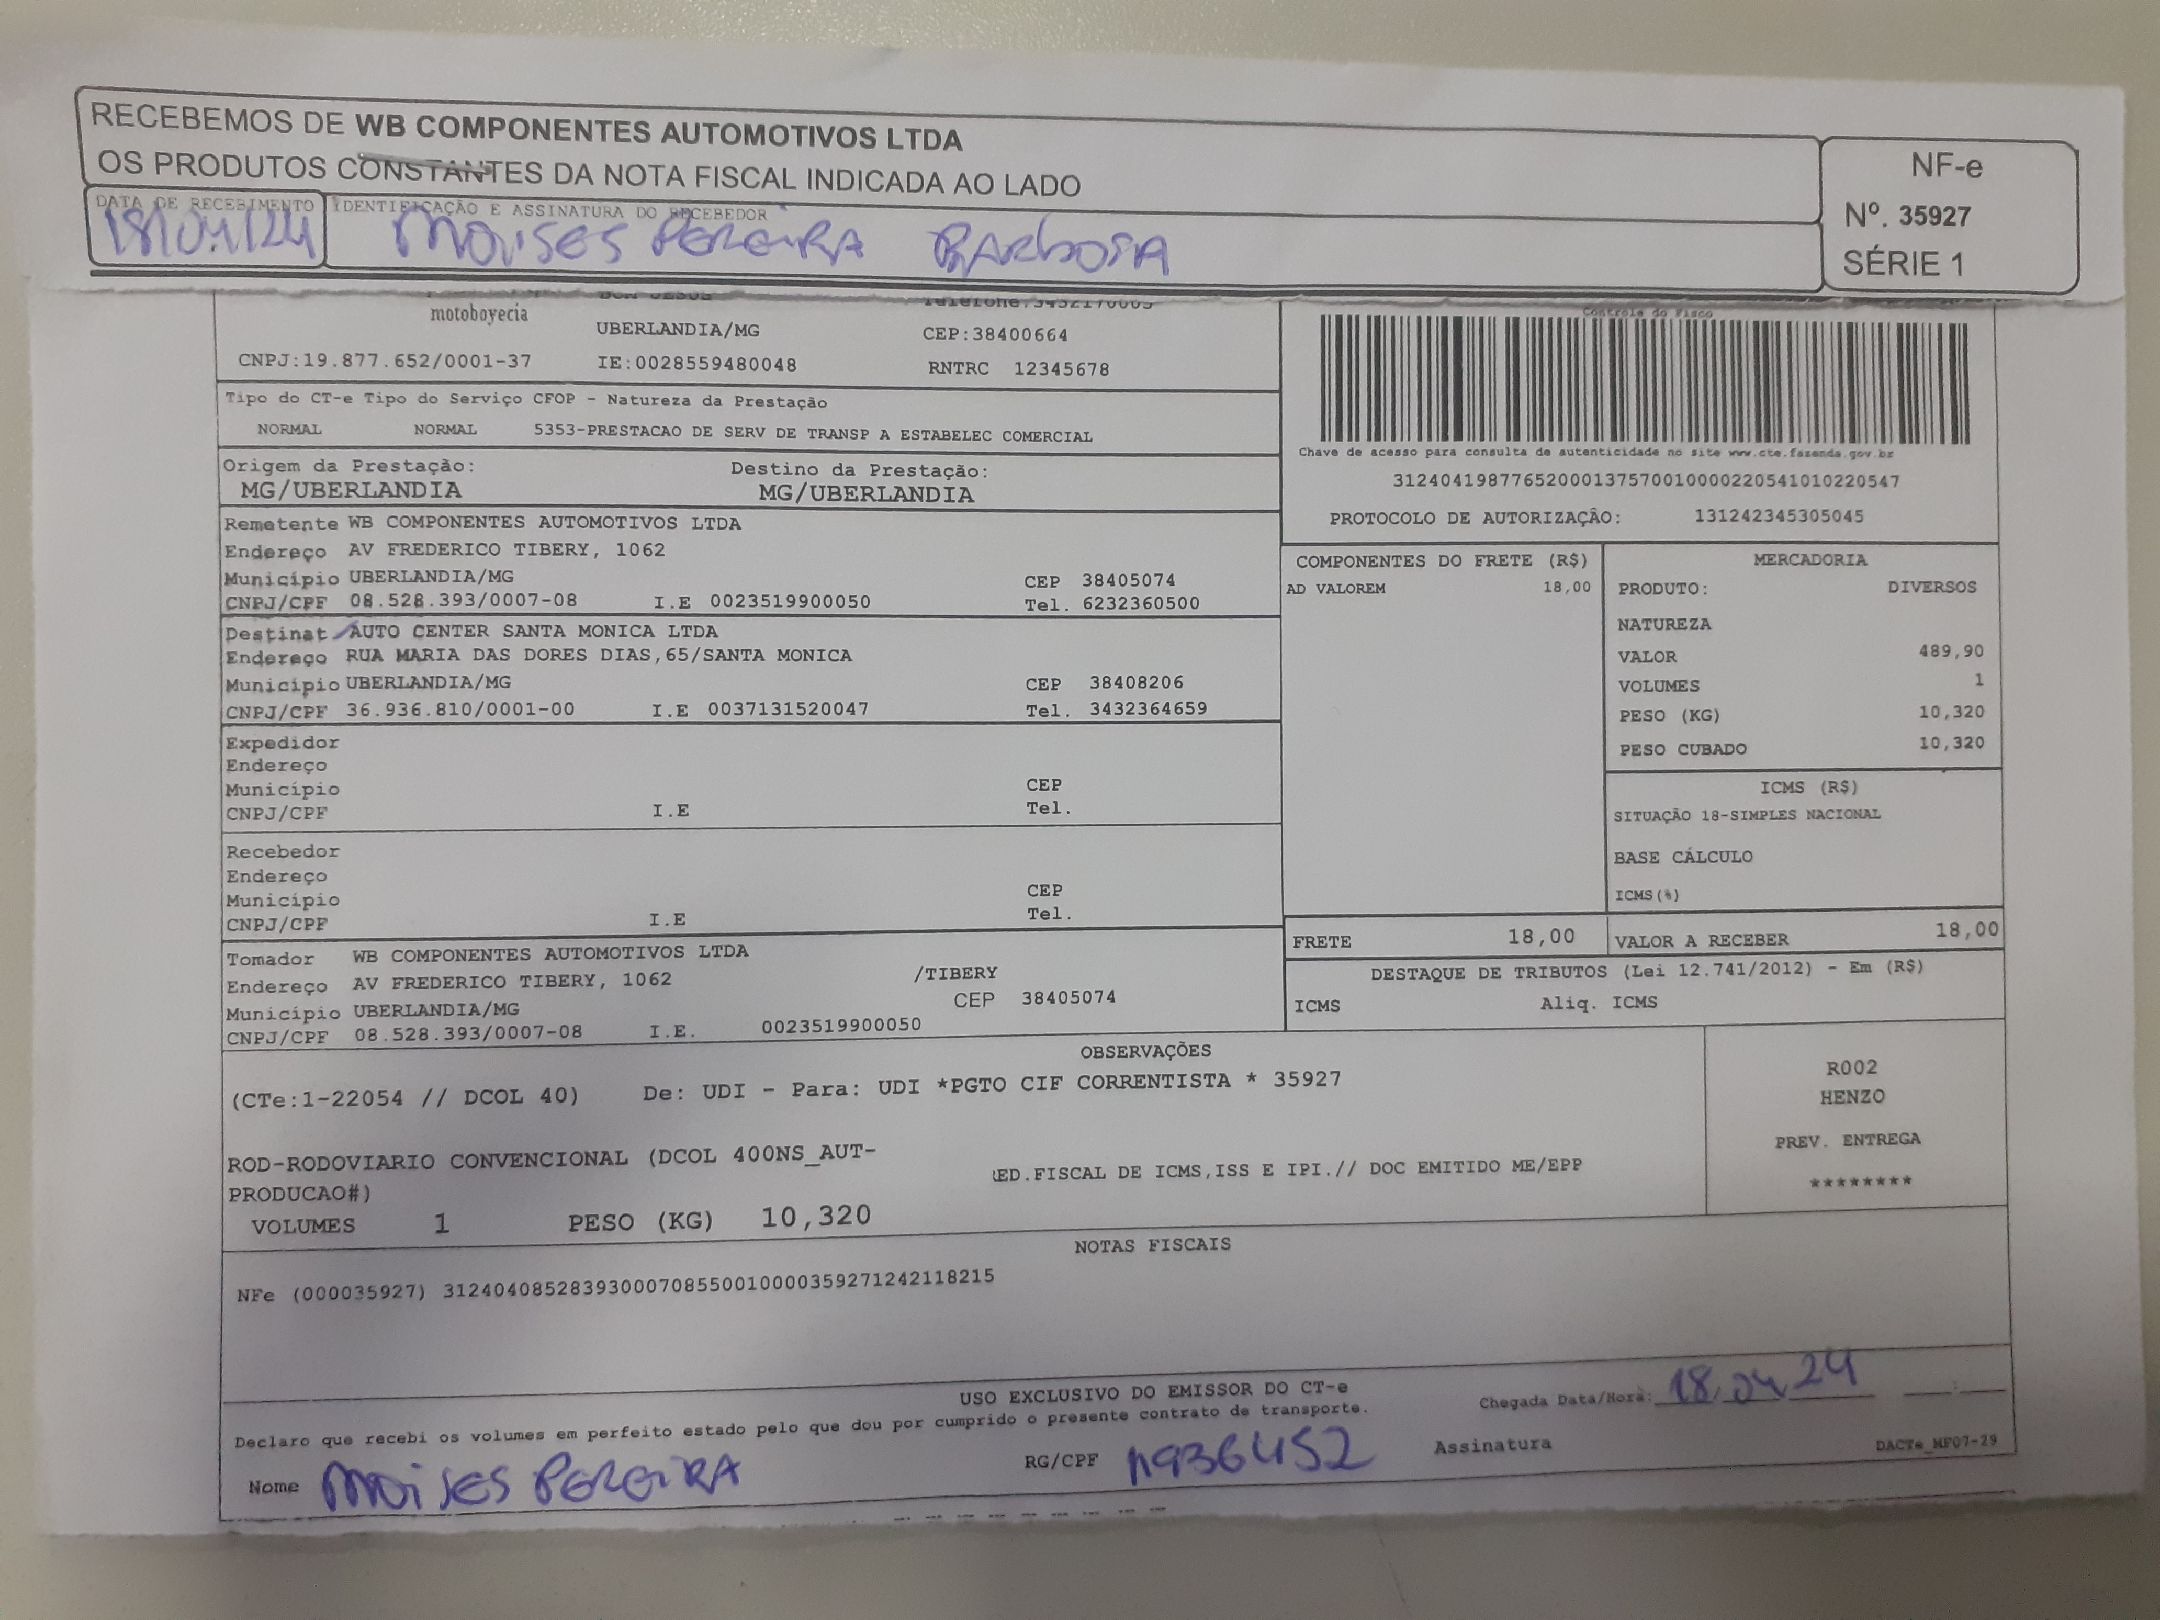 RECEBEMOS DE WB COMPONENTES AUTOMOTIVOS LTDA
OS PRODUTOS CONSTANTES DA NOTA FISCAL INDICADA AO LADO
NF-e
Nº. 35927
SÉRIE 1
DATA DE RECEBIMENTO IDENTIFICAÇÃO E ASSINATURA DO RECEBEDOR
18/04/24 MOISES PEREIRA BARBOSA
Telefone:3432170005
motoboyecia UBERLANDIA/MG CEP:38400664
CNPJ:19.877.652/0001-37 IE:0028559480048 RNTRC 12345678
Controle do Fisco
Tipo do CT-e Tipo do Serviço CFOP - Natureza da Prestação
NORMAL NORMAL 5353-PRESTACAO DE SERV DE TRANSP A ESTABELEC COMERCIAL
Chave de acesso para consulta de autenticidade no site www.cte.fazenda.gov.br
31240419877652000137570010000220541010220547
PROTOCOLO DE AUTORIZAÇÃO: 131242345305045
Origem da Prestação: Destino da Prestação:
MG/UBERLANDIA MG/UBERLANDIA
Remetente WB COMPONENTES AUTOMOTIVOS LTDA
Endereço AV FREDERICO TIBERY, 1062
Município UBERLANDIA/MG CEP 38405074
CNPJ/CPF 08.528.393/0007-08 I.E 0023519900050 Tel. 6232360500
Destinat AUTO CENTER SANTA MONICA LTDA
Endereço RUA MARIA DAS DORES DIAS,65/SANTA MONICA
Município UBERLANDIA/MG CEP 38408206
CNPJ/CPF 36.936.810/0001-00 I.E 0037131520047 Tel. 3432364659
Expedidor
Endereço
Município CEP
CNPJ/CPF I.E Tel.
Recebedor
Endereço
Município CEP
CNPJ/CPF I.E Tel.
Tomador WB COMPONENTES AUTOMOTIVOS LTDA
Endereço AV FREDERICO TIBERY, 1062 /TIBERY
Município UBERLANDIA/MG CEP 38405074
CNPJ/CPF 08.528.393/0007-08 I.E. 0023519900050
COMPONENTES DO FRETE (R$)
AD VALOREM 18,00
MERCADORIA
PRODUTO: DIVERSOS
NATUREZA
VALOR 489,90
VOLUMES 1
PESO (KG) 10,320
PESO CUBADO 10,320
ICMS (R$)
SITUAÇÃO 18-SIMPLES NACIONAL
BASE CÁLCULO
ICMS(%)
FRETE 18,00 VALOR A RECEBER 18,00
DESTAQUE DE TRIBUTOS (Lei 12.741/2012) - Em (R$)
ICMS Aliq. ICMS
OBSERVAÇÕES
(CTe:1-22054 // DCOL 40) De: UDI - Para: UDI *PGTO CIF CORRENTISTA * 35927
ROD-RODOVIARIO CONVENCIONAL (DCOL 400NS_AUT-
PRODUCAO#)
ED.FISCAL DE ICMS,ISS E IPI.// DOC EMITIDO ME/EPP
VOLUMES 1 PESO (KG) 10,320
R002
HENZO
PREV. ENTREGA
********
NOTAS FISCAIS
NFe (000035927) 31240408528393000708550010000359271242118215
USO EXCLUSIVO DO EMISSOR DO CT-e
Declaro que recebi os volumes em perfeito estado pelo que dou por cumprido o presente contrato de transporte.
Chegada Data/Hora: 18.04.24
Nome MOISES PEREIRA RG/CPF 11936452 Assinatura
DACTe_MF07-29